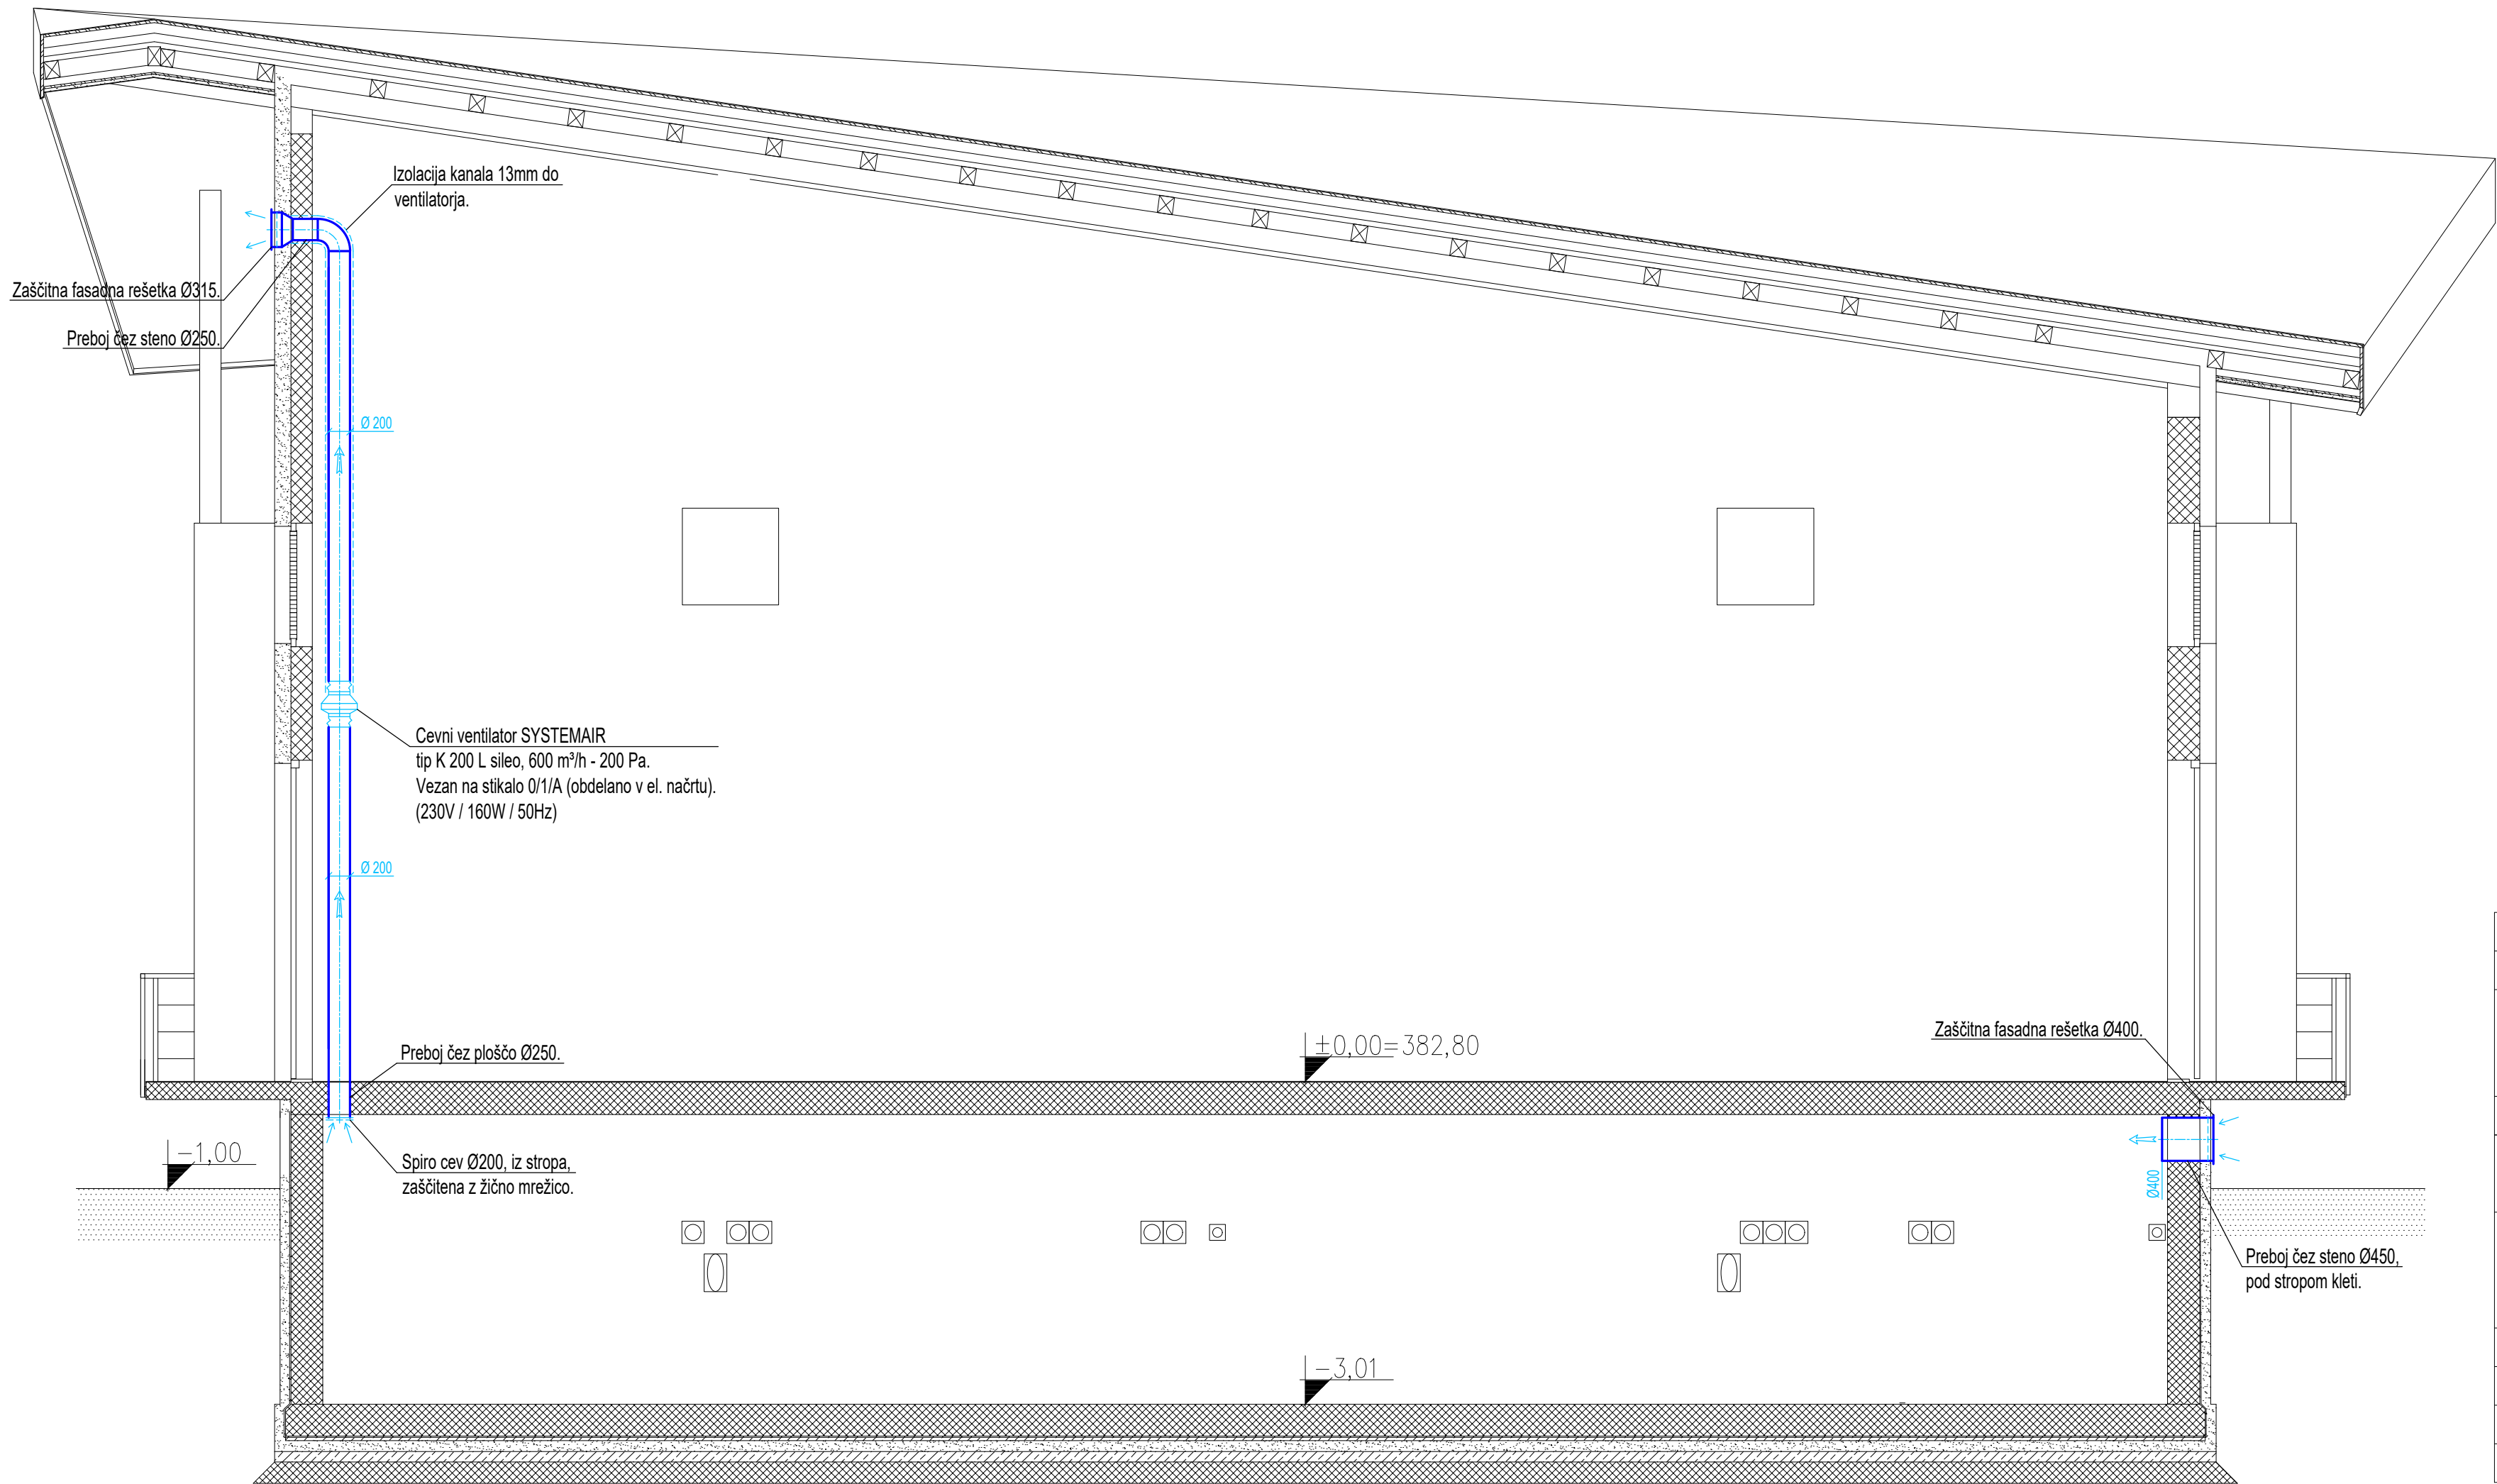 Izolacija kanala 13mm do
ventilatorja.
Zaščitna fasadna rešetka Ø315.
Preboj čez steno Ø250.
Ø 200
Cevni ventilator SYSTEMAIR
tip K 200 L sileo, 600 m³/h - 200 Pa.
Vezan na stikalo 0/1/A (obdelano v el. načrtu).
(230V / 160W / 50Hz)
Ø 200
Zaščitna fasadna rešetka Ø400.
±0,00=382,80
Preboj čez ploščo Ø250.
-1,00
Spiro cev Ø200, iz stropa,
zaščitena z žično mrežico.
Ø400
Preboj čez steno Ø450,
pod stropom kleti.
-3,01